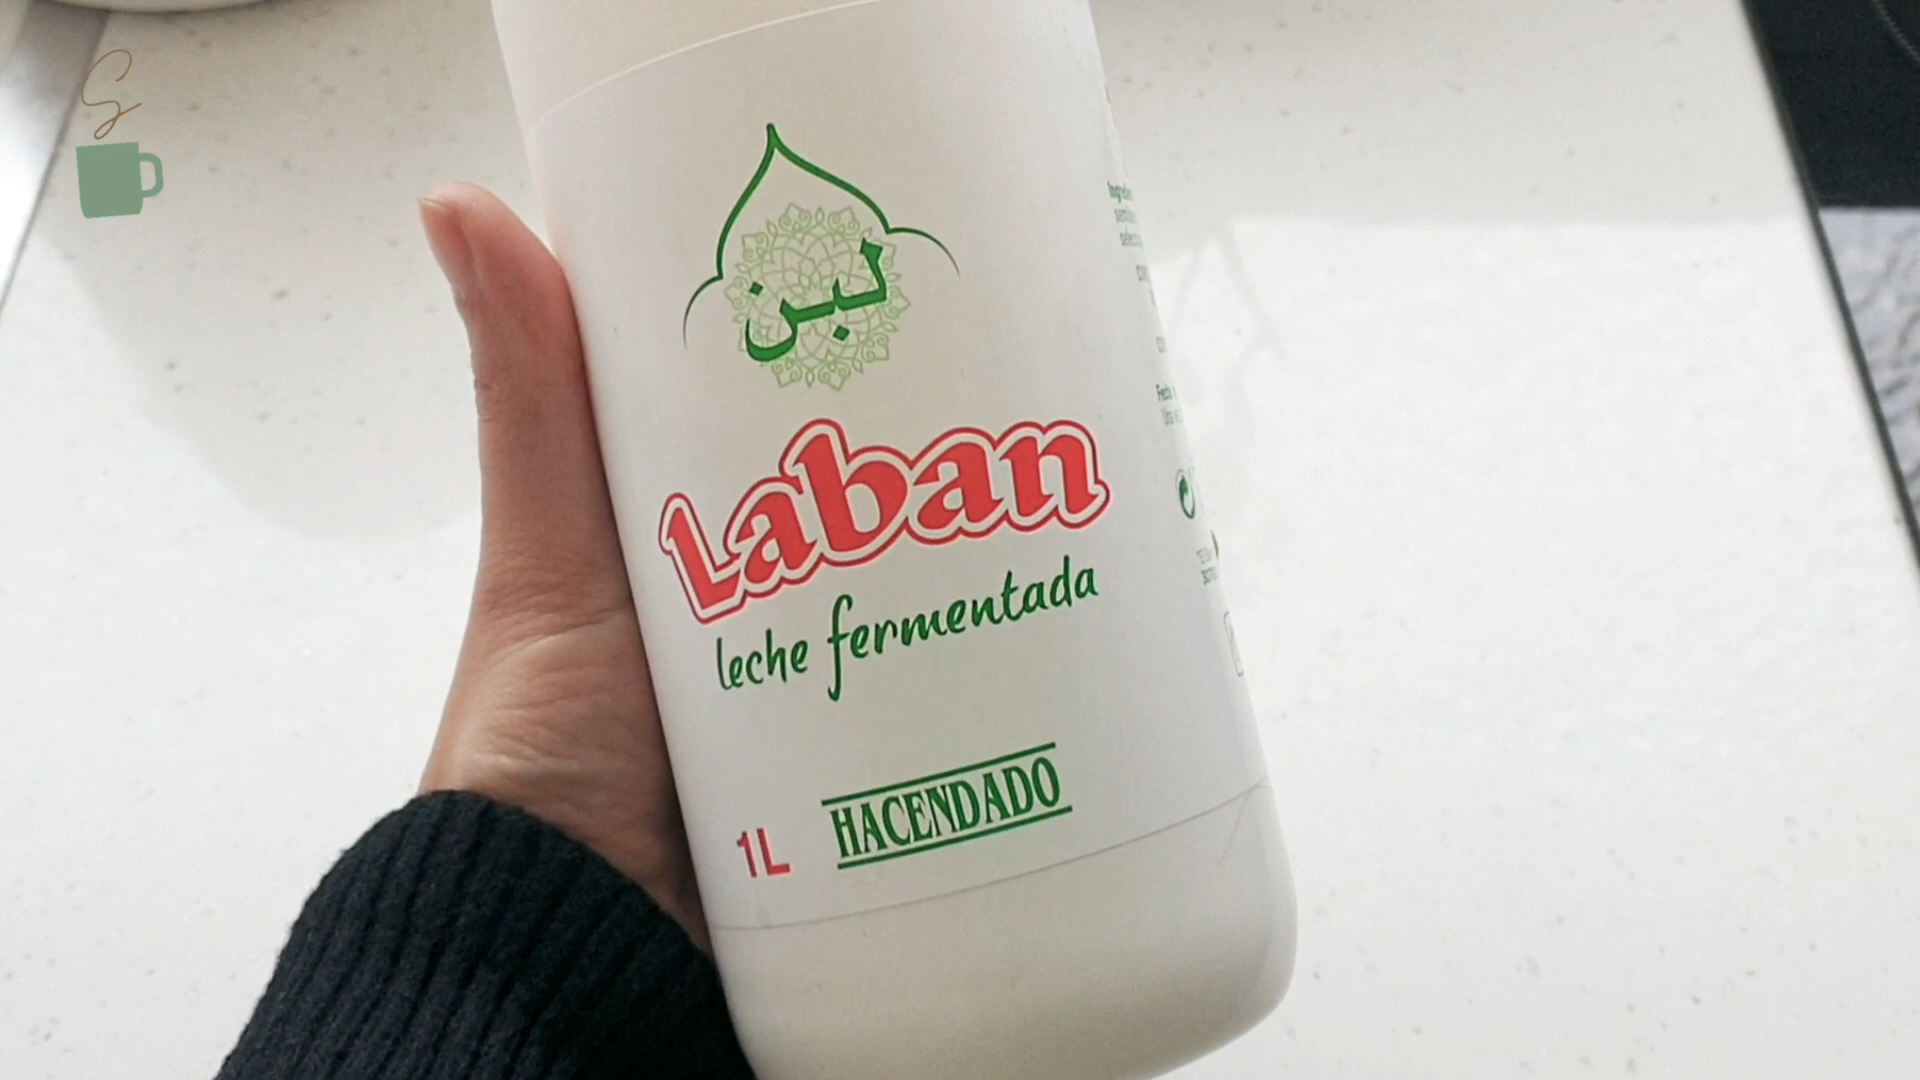 S
لبن
Laban
leche fermentada
1L HACENDADO